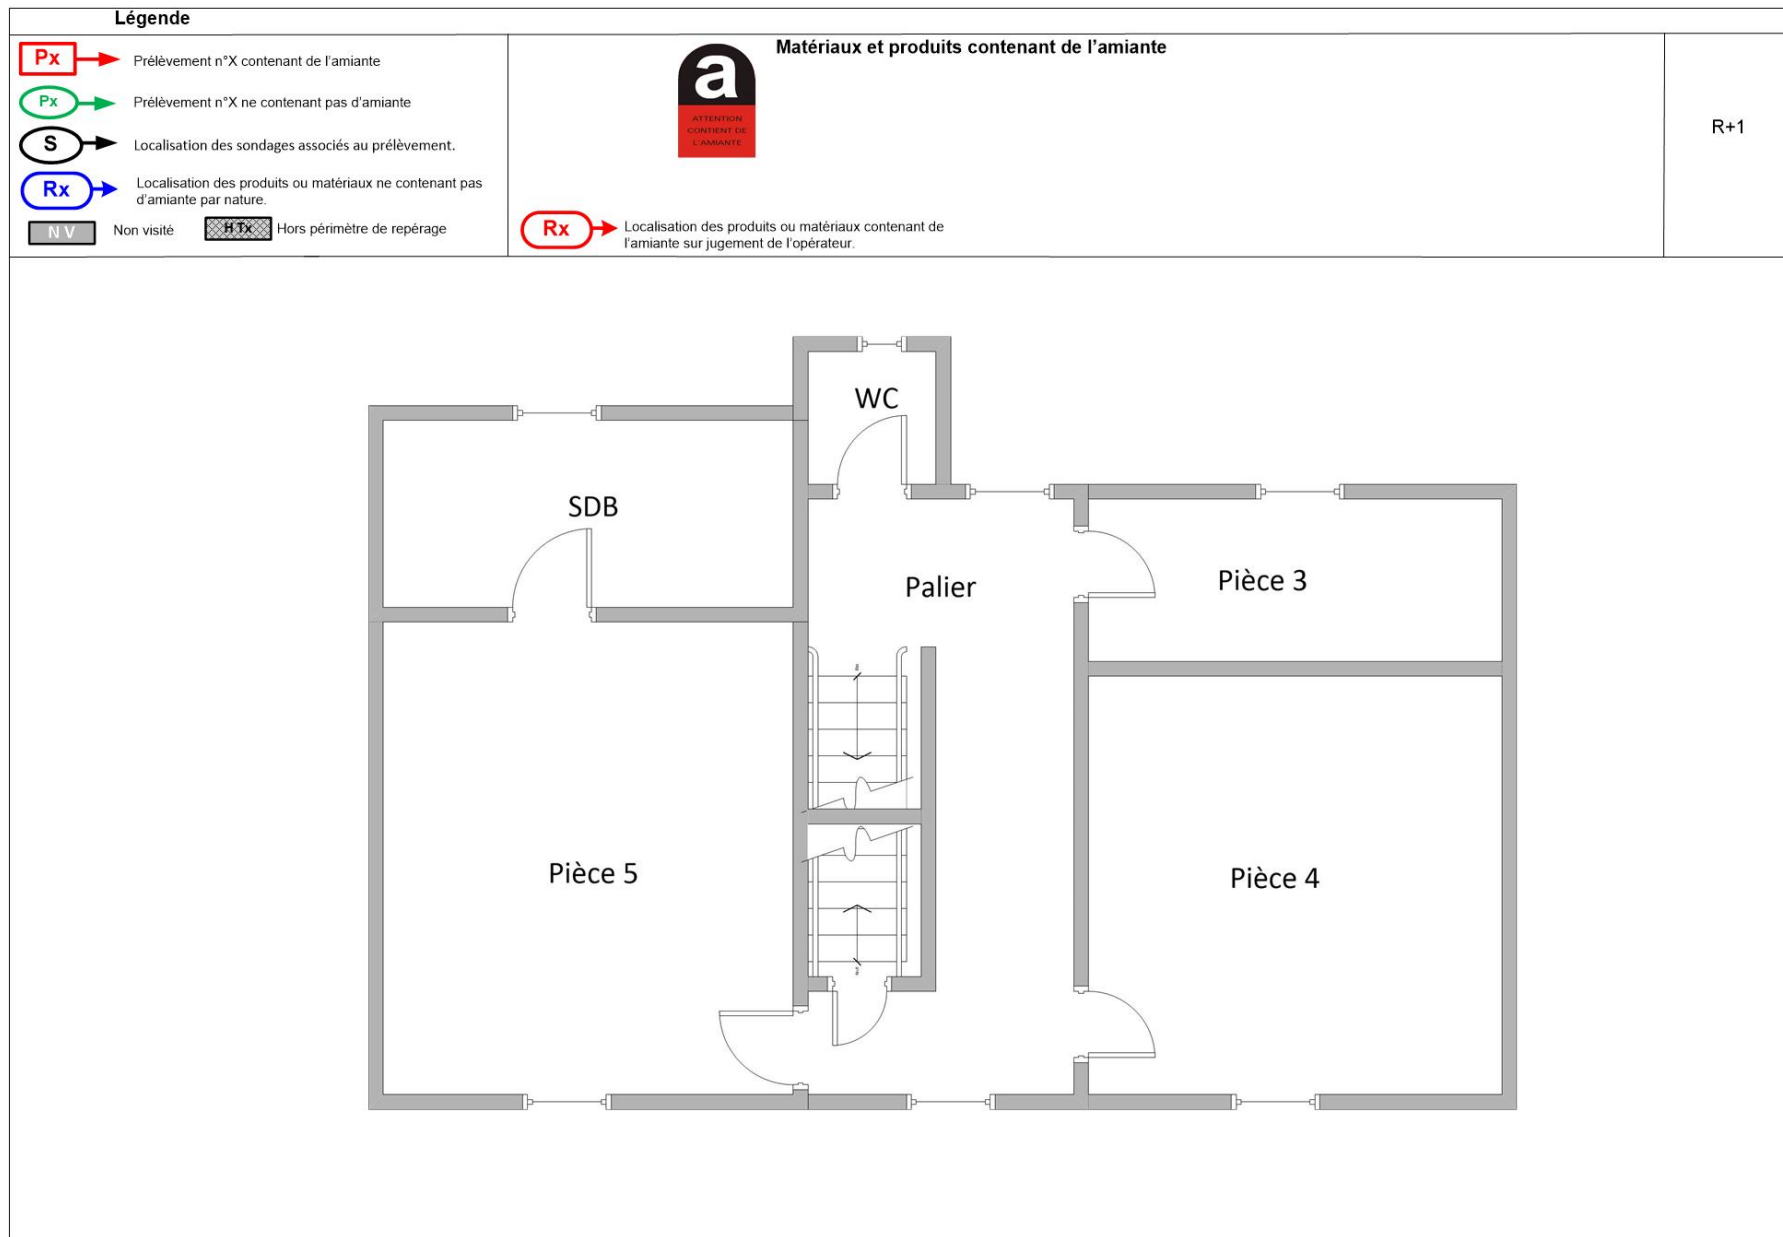 Légende
Px
Prélèvement n°X contenant de l'amiante
Px
Prélèvement n°X ne contenant pas d'amiante
S
Localisation des sondages associés au prélèvement.
Rx
Localisation des produits ou matériaux ne contenant pas
d'amiante par nature.
N V
Non visité
H Tx
Hors périmètre de repérage
Matériaux et produits contenant de l'amiante
a
ATTENTION
CONTIENT DE
L'AMIANTE
Rx
Localisation des produits ou matériaux contenant de
l'amiante sur jugement de l'opérateur.
R+1
WC
SDB
Palier
Pièce 3
Pièce 5
Pièce 4